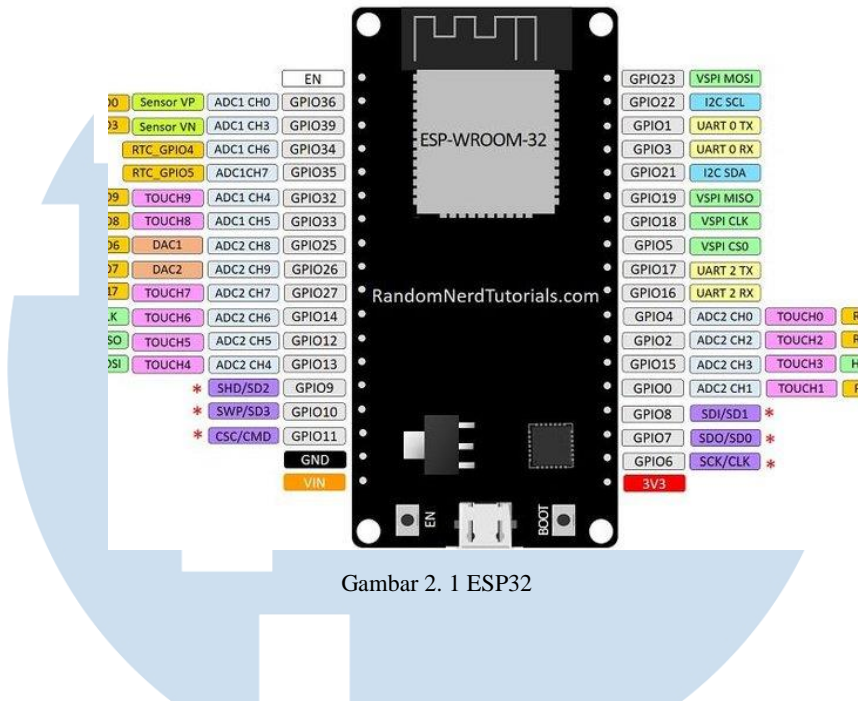 EN GPIO23 VSPI MOSI
Sensor VP ADC1 CH0 GPIO36 GPIO22 I2C SCL
Sensor VN ADC1 CH3 GPIO39 GPIO1 UART 0 TX
RTC_GPIO4 ADC1 CH6 GPIO34 ESP-WROOM-32 GPIO3 UART 0 RX
RTC_GPIO5 ADC1CH7 GPIO35 GPIO21 I2C SDA
TOUCH9 ADC1 CH4 GPIO32 GPIO19 VSPI MISO
TOUCH8 ADC1 CH5 GPIO33 GPIO18 VSPI CLK
DAC1 ADC2 CH8 GPIO25 GPIO5 VSPI CS0
DAC2 ADC2 CH9 GPIO26 GPIO17 UART 2 TX
TOUCH7 ADC2 CH7 GPIO27 RandomNerdTutorials.com GPIO16 UART 2 RX
TOUCH6 ADC2 CH6 GPIO14 GPIO4 ADC2 CH0 TOUCH0
TOUCH5 ADC2 CH5 GPIO12 GPIO2 ADC2 CH2 TOUCH2
TOUCH4 ADC2 CH4 GPIO13 GPIO15 ADC2 CH3 TOUCH3
* SHD/SD2 GPIO9 GPIO0 ADC2 CH1 TOUCH1
* SWP/SD3 GPIO10 GPIO8 SDI/SD1 *
* CSC/CMD GPIO11 GPIO7 SDO/SD0 *
GND GPIO6 SCK/CLK *
VIN 3V3
EN BOOT
Gambar 2. 1 ESP32